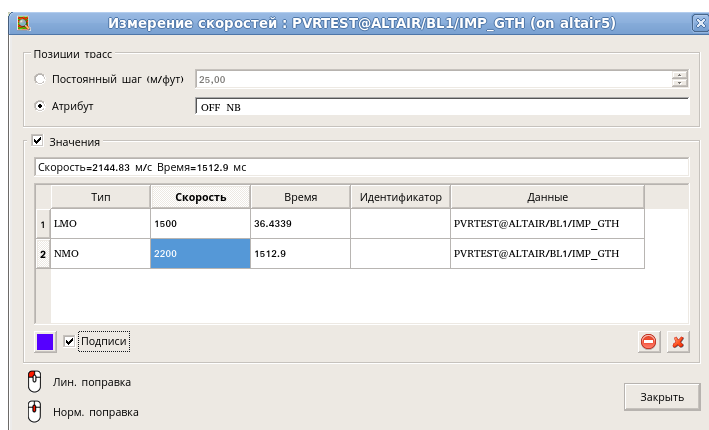 Измерение скоростей : PVRTEST@ALTAIR/BL1/IMP_GTH (on altair5)
Позиции трасс
Постоянный шаг (м/фут) 25,00
Атрибут OFF NB
Значения
Скорость=2144.83 м/с Время=1512.9 мс
Тип Скорость Время Идентификатор Данные
1 LMO 1500 36.4339 PVRTEST@ALTAIR/BL1/IMP_GTH
2 NMO 2200 1512.9 PVRTEST@ALTAIR/BL1/IMP_GTH
Подписи
Лин. поправка
Норм. поправка
Закрыть